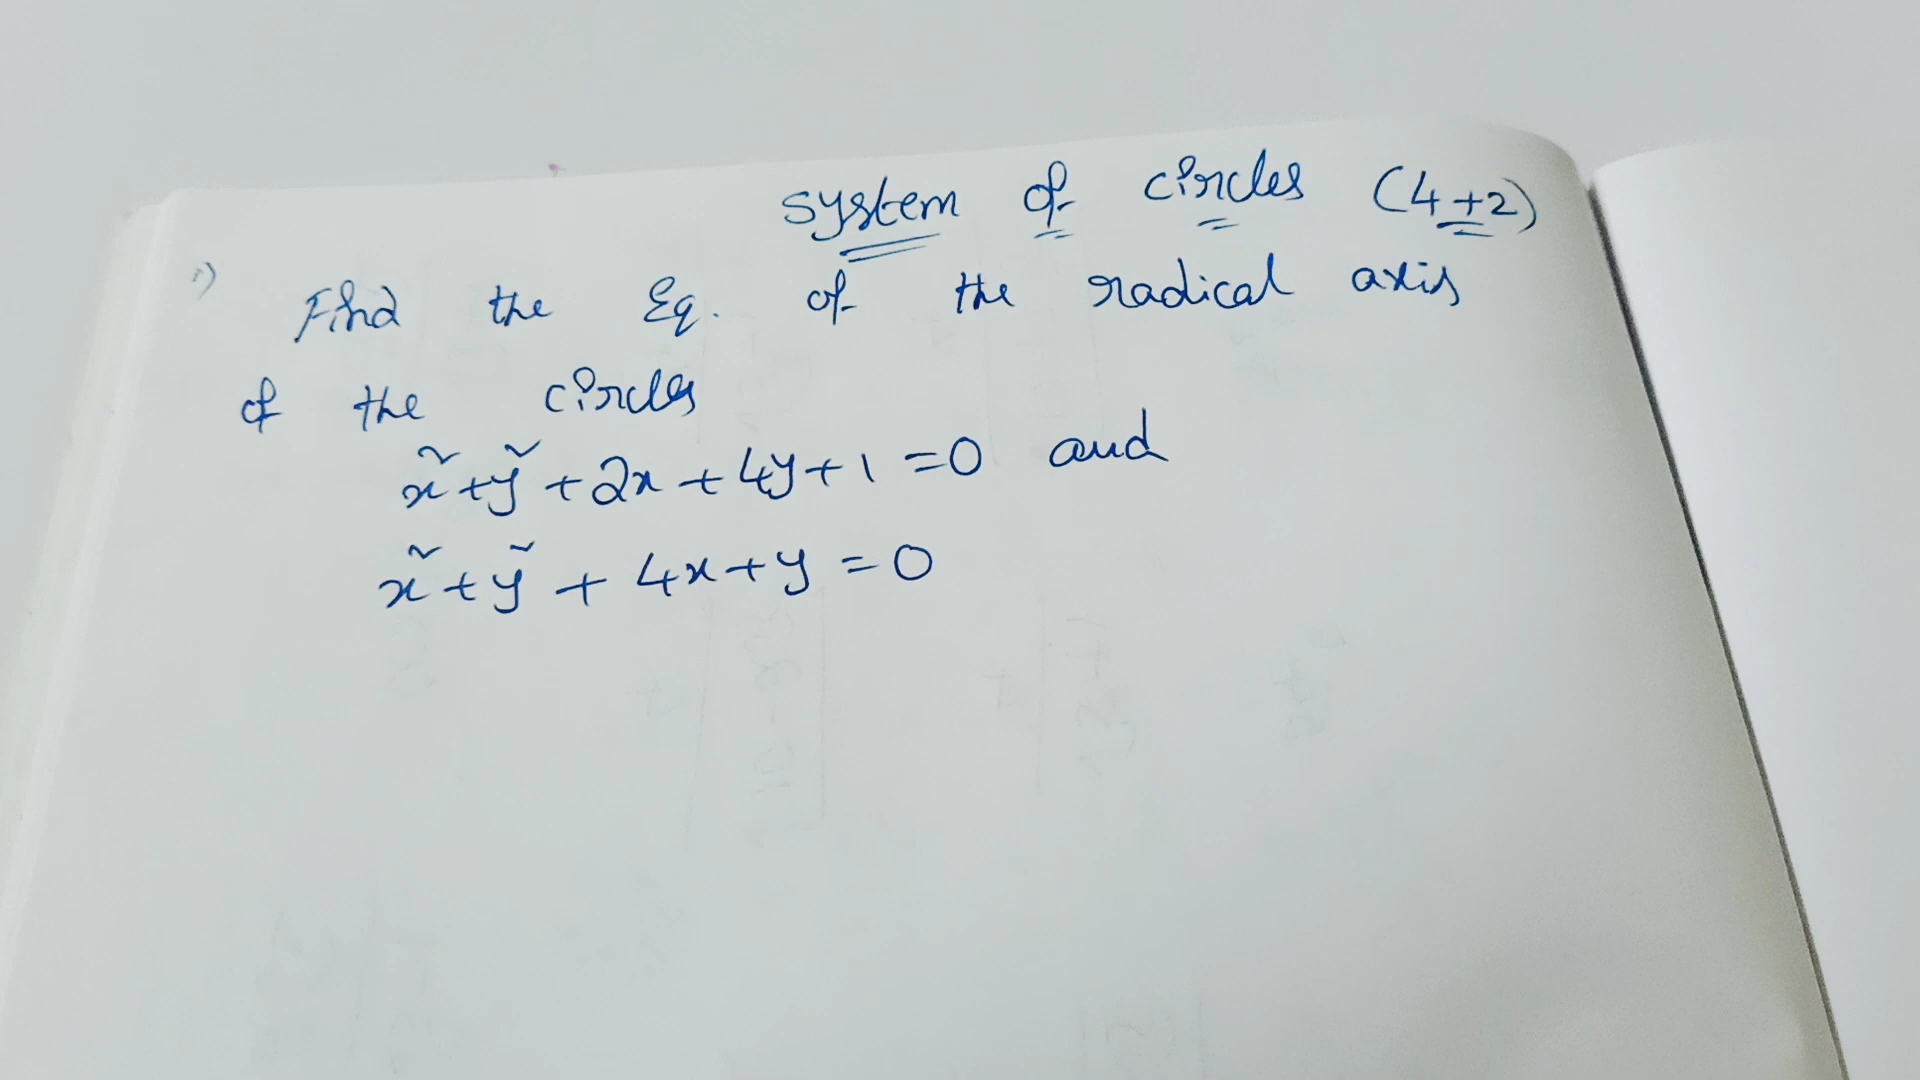 system of circles (4+2)
1) Find the Eq. of the radical axis
of the circles
x²+y²+2x+4y+1=0 and
x²+y²+4x+y=0